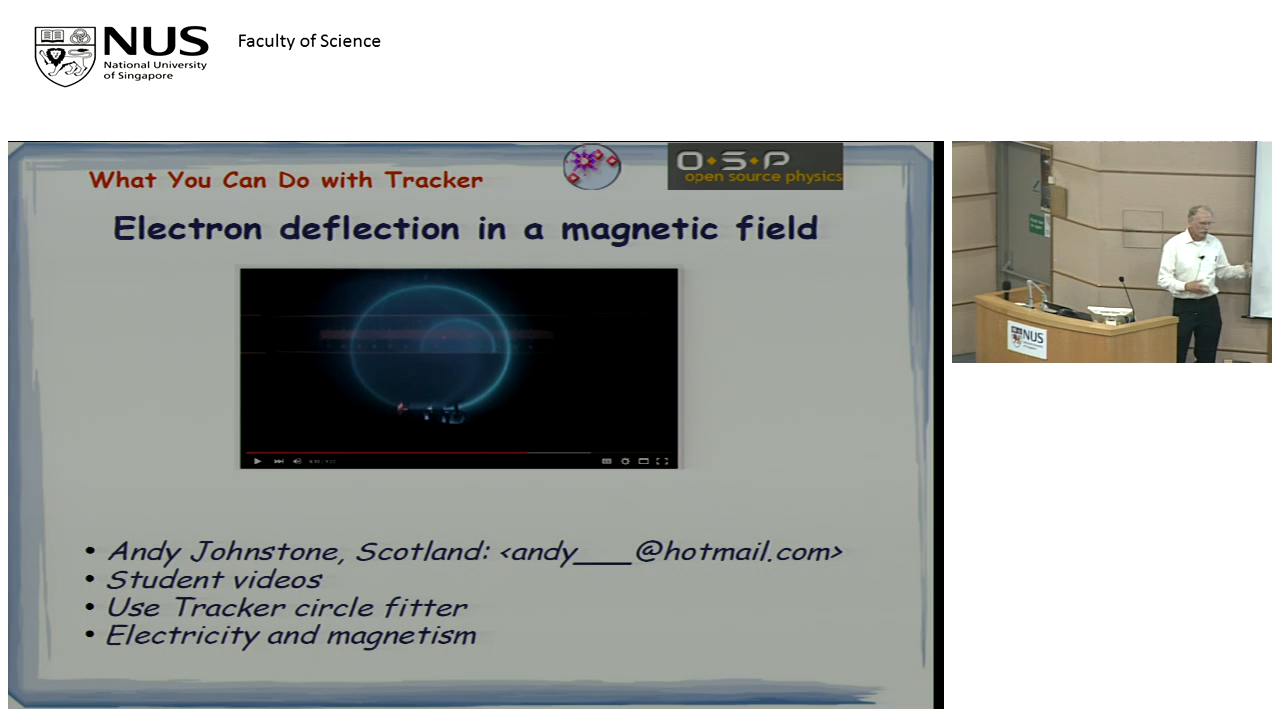 NUS
National University
of Singapore
Faculty of Science
What You Can Do with Tracker
O·S·P
open source physics
Electron deflection in a magnetic field
• Andy Johnstone, Scotland: <andy___@hotmail.com>
• Student videos
• Use Tracker circle fitter
• Electricity and magnetism
NUS